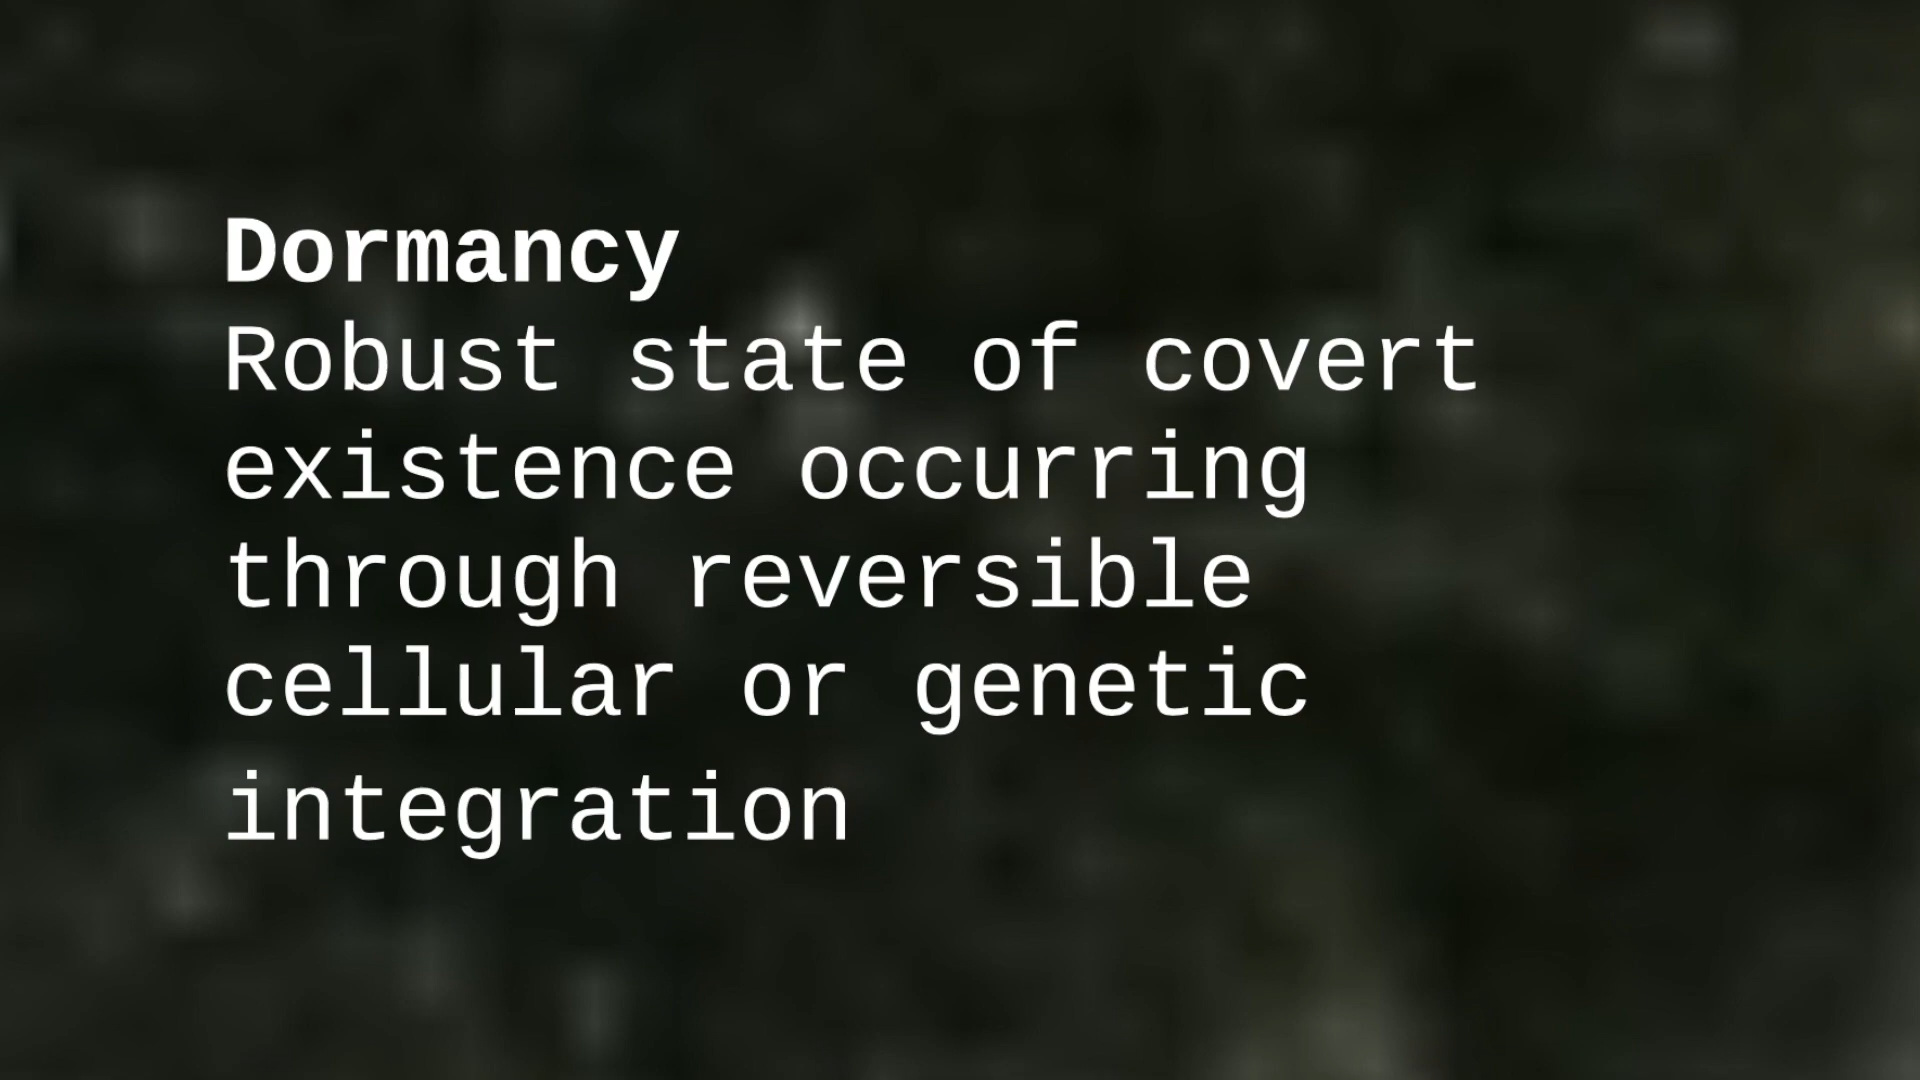 Dormancy
Robust state of covert
existence occurring
through reversible
cellular or genetic
integration